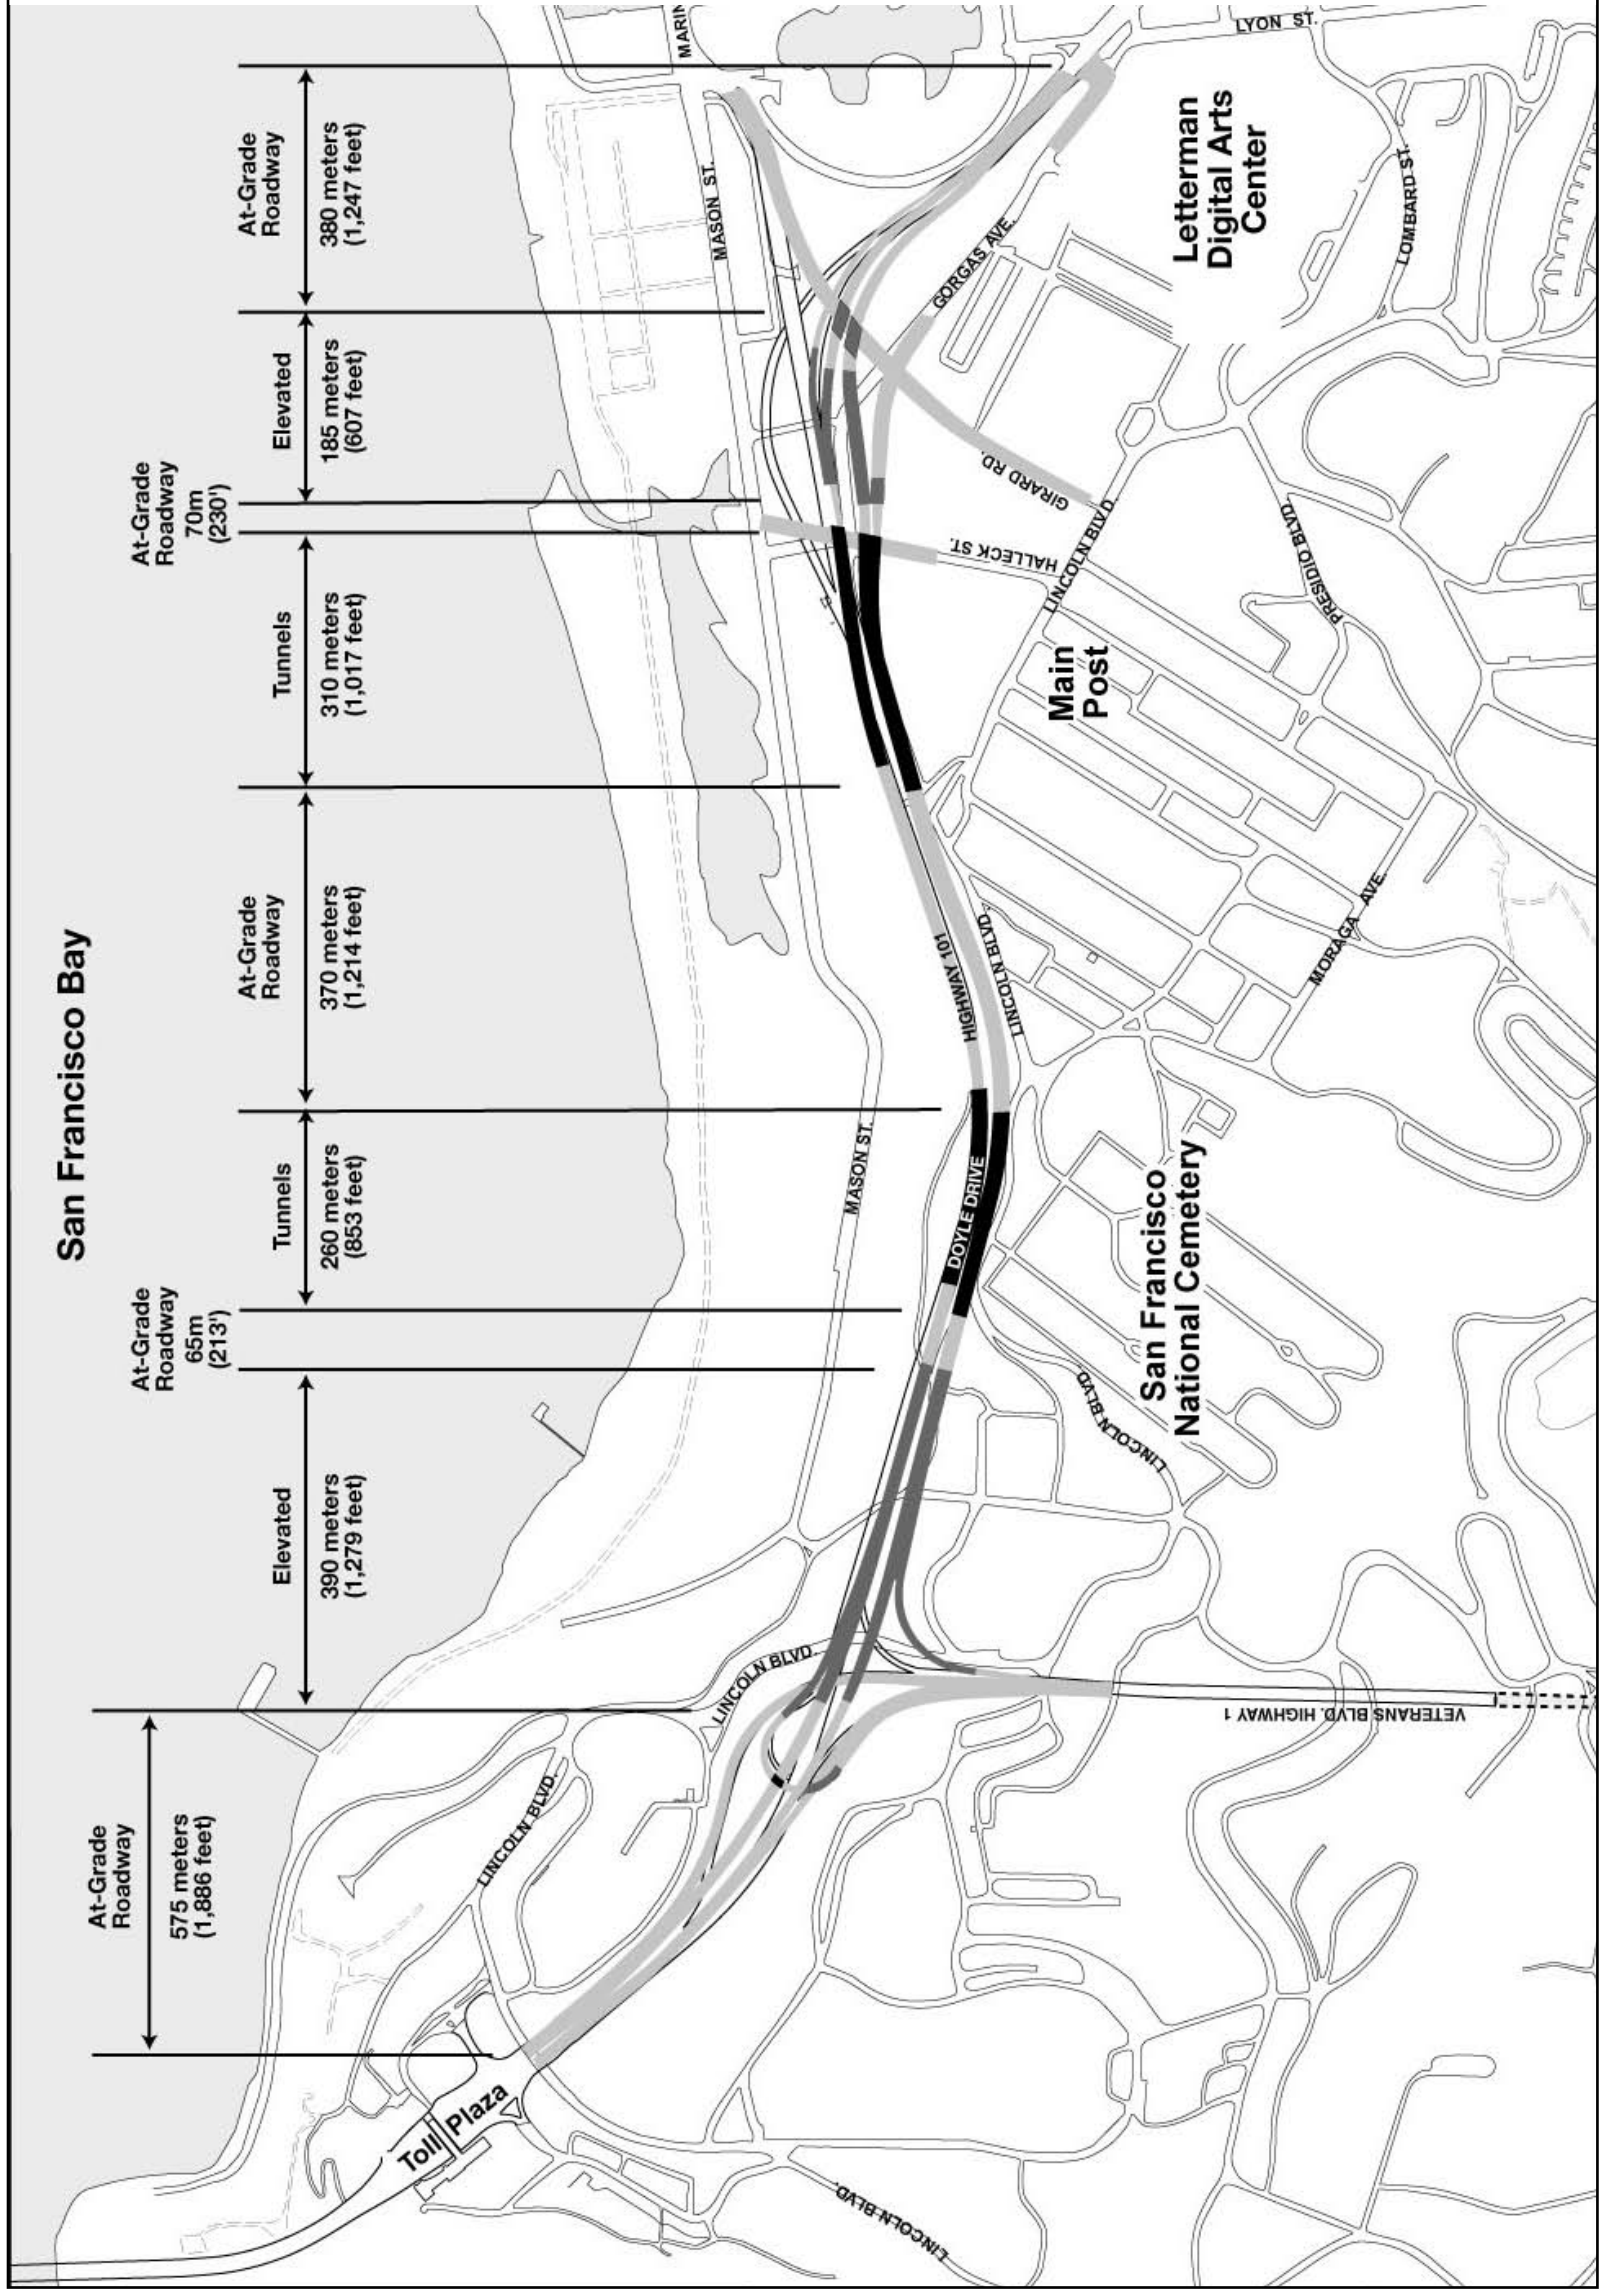 San Francisco Bay
At-Grade
Roadway
575 meters
(1,886 feet)
Elevated
390 meters
(1,279 feet)
At-Grade
Roadway
65m
(213')
Tunnels
260 meters
(853 feet)
At-Grade
Roadway
370 meters
(1,214 feet)
Tunnels
310 meters
(1,017 feet)
At-Grade
Roadway
70m
(230')
Elevated
185 meters
(607 feet)
At-Grade
Roadway
380 meters
(1,247 feet)
Toll Plaza
LINCOLN BLVD.
LINCOLN BLVD.
LINCOLN BLVD.
VETERANS BLVD. HIGHWAY 1
MASON ST.
DOYLE DRIVE
LINCOLN BLVD.
San Francisco
National Cemetery
HIGHWAY 101
LINCOLN BLVD.
MORAGA AVE.
Main
Post
HALLECK ST.
LINCOLN BLVD.
PRESIDIO BLVD.
GIRARD RD.
GORGAS AVE.
MASON ST.
MARIN
Letterman
Digital Arts
Center
LOMBARD ST.
LYON ST.